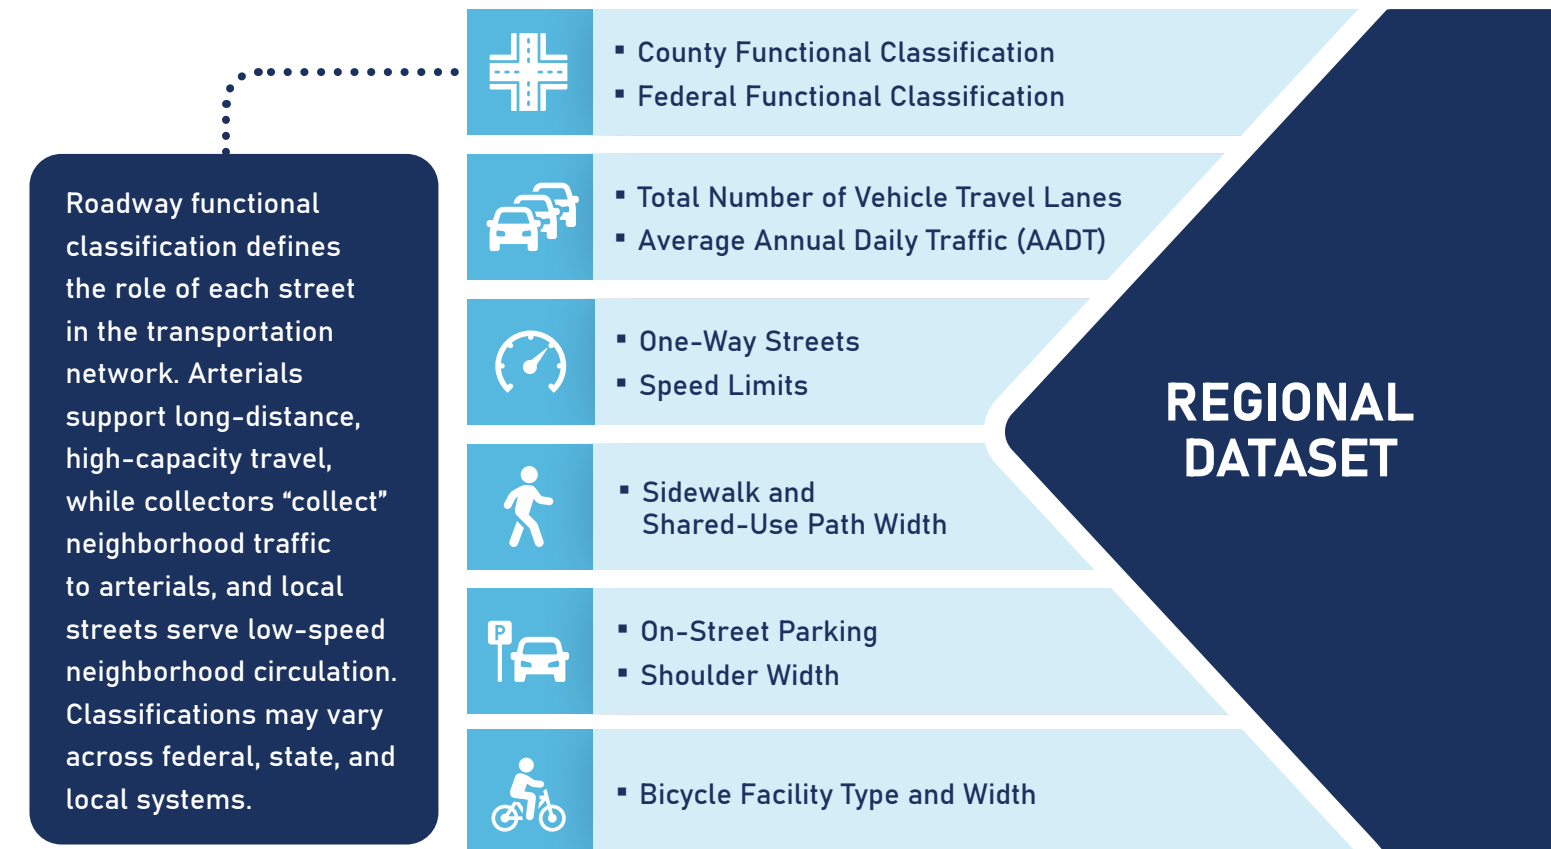 Roadway functional
classification defines
the role of each street
in the transportation
network. Arterials
support long-distance,
high-capacity travel,
while collectors “collect”
neighborhood traffic
to arterials, and local
streets serve low-speed
neighborhood circulation.
Classifications may vary
across federal, state, and
local systems.
▪ County Functional Classification
▪ Federal Functional Classification
▪ Total Number of Vehicle Travel Lanes
▪ Average Annual Daily Traffic (AADT)
▪ One-Way Streets
▪ Speed Limits
▪ Sidewalk and
Shared-Use Path Width
P
▪ On-Street Parking
▪ Shoulder Width
▪ Bicycle Facility Type and Width
REGIONAL
DATASET